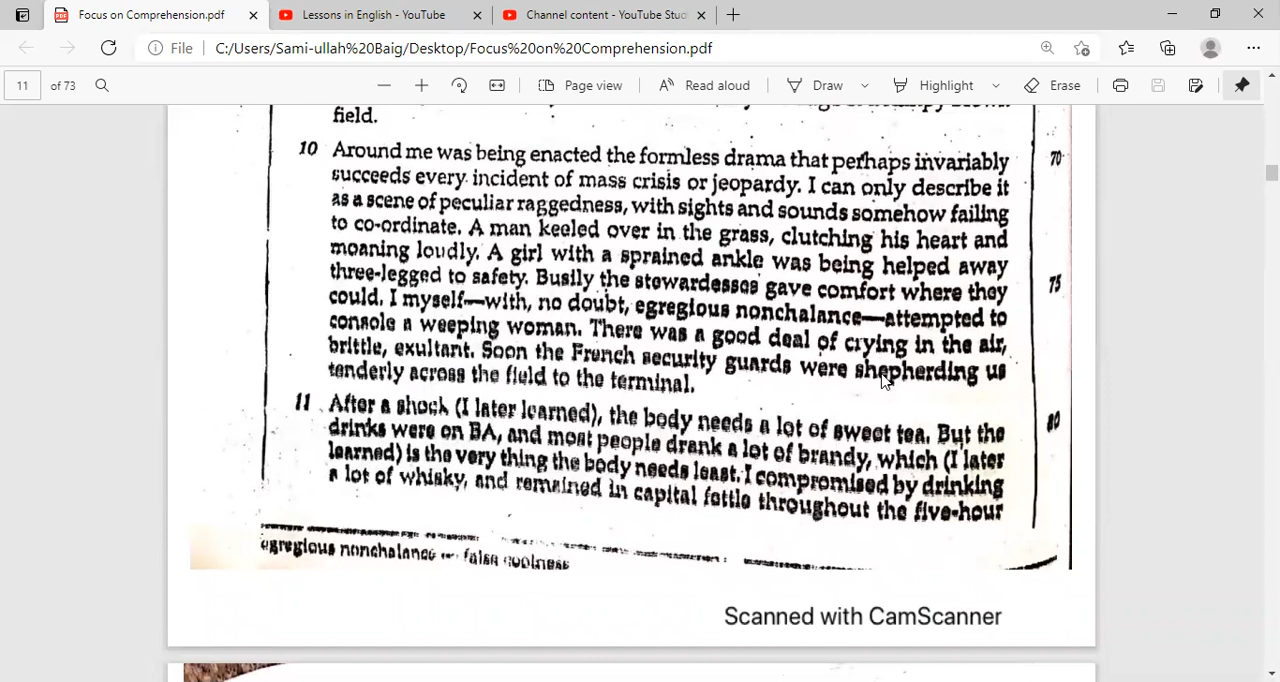 Focus on Comprehension.pdf
Lessons in English - YouTube
Channel content - YouTube Stud
File
C:/Users/Sami-ullah%20Baig/Desktop/Focus%20on%20Comprehension.pdf
11 of 73
Page view
Read aloud
Draw
Highlight
Erase
field.
10 Around me was being enacted the formless drama that perhaps invariably 70
succeeds every incident of mass crisis or jeopardy. I can only describe it
as a scene of peculiar raggedness, with sights and sounds somehow failing
to co-ordinate. A man keeled over in the grass, clutching his heart and
moaning loudly. A girl with a sprained ankle was being helped away
three-legged to safety. Busily the stewardesses gave comfort where they 75
could. I myself—with, no doubt, egregious nonchalance—attempted to
console a weeping woman. There was a good deal of crying in the air,
brittle, exultant. Soon the French security guards were shepherding us
tenderly across the field to the terminal.
11 After a shock (I later learned), the body needs a lot of sweet tea. But the 80
drinks were on BA, and most people drank a lot of brandy, which (I later
learned) is the very thing the body needs least. I compromised by drinking
a lot of whisky, and remained in capital fettle throughout the five-hour
egregious nonchalance — false coolness
Scanned with CamScanner